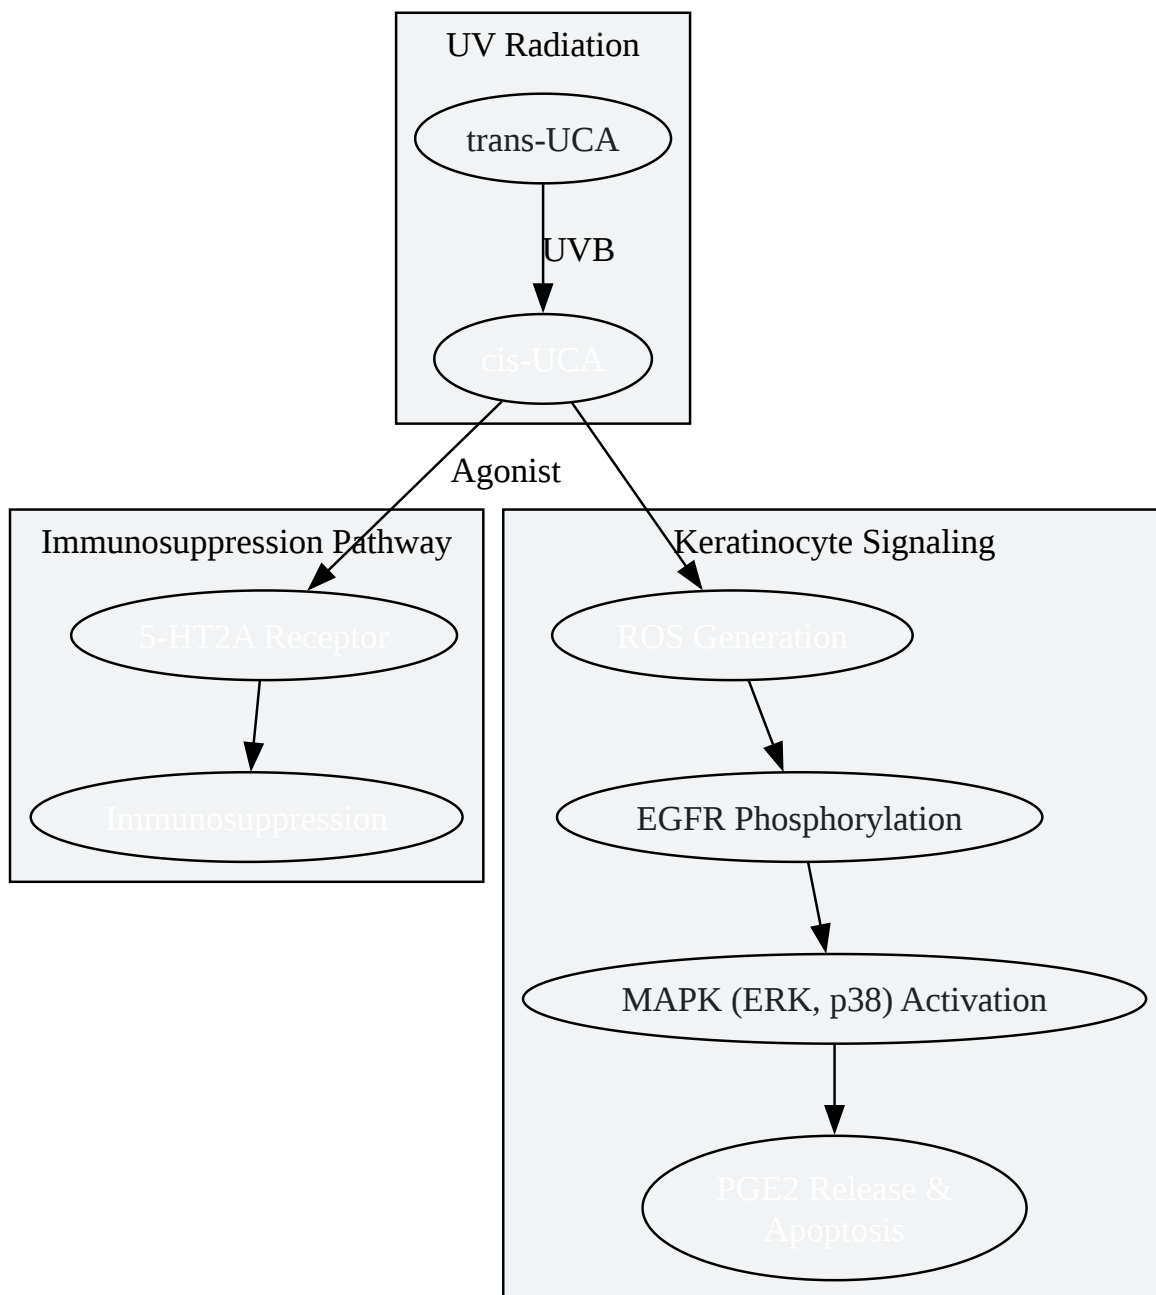 UV Radiation
trans-UCA
UVB
cis-UCA
Agonist
Immunosuppression Pathway
5-HT2A Receptor
Immunosuppression
Keratinocyte Signaling
ROS Generation
EGFR Phosphorylation
MAPK (ERK, p38) Activation
PGE2 Release &
Apoptosis